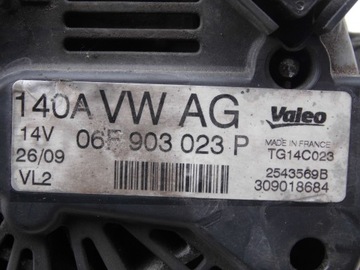 140A VW AG
Valeo
14V 06F 903 023 P
MADE IN FRANCE
26/09
TG14C023
VL2
2543569B
309018684